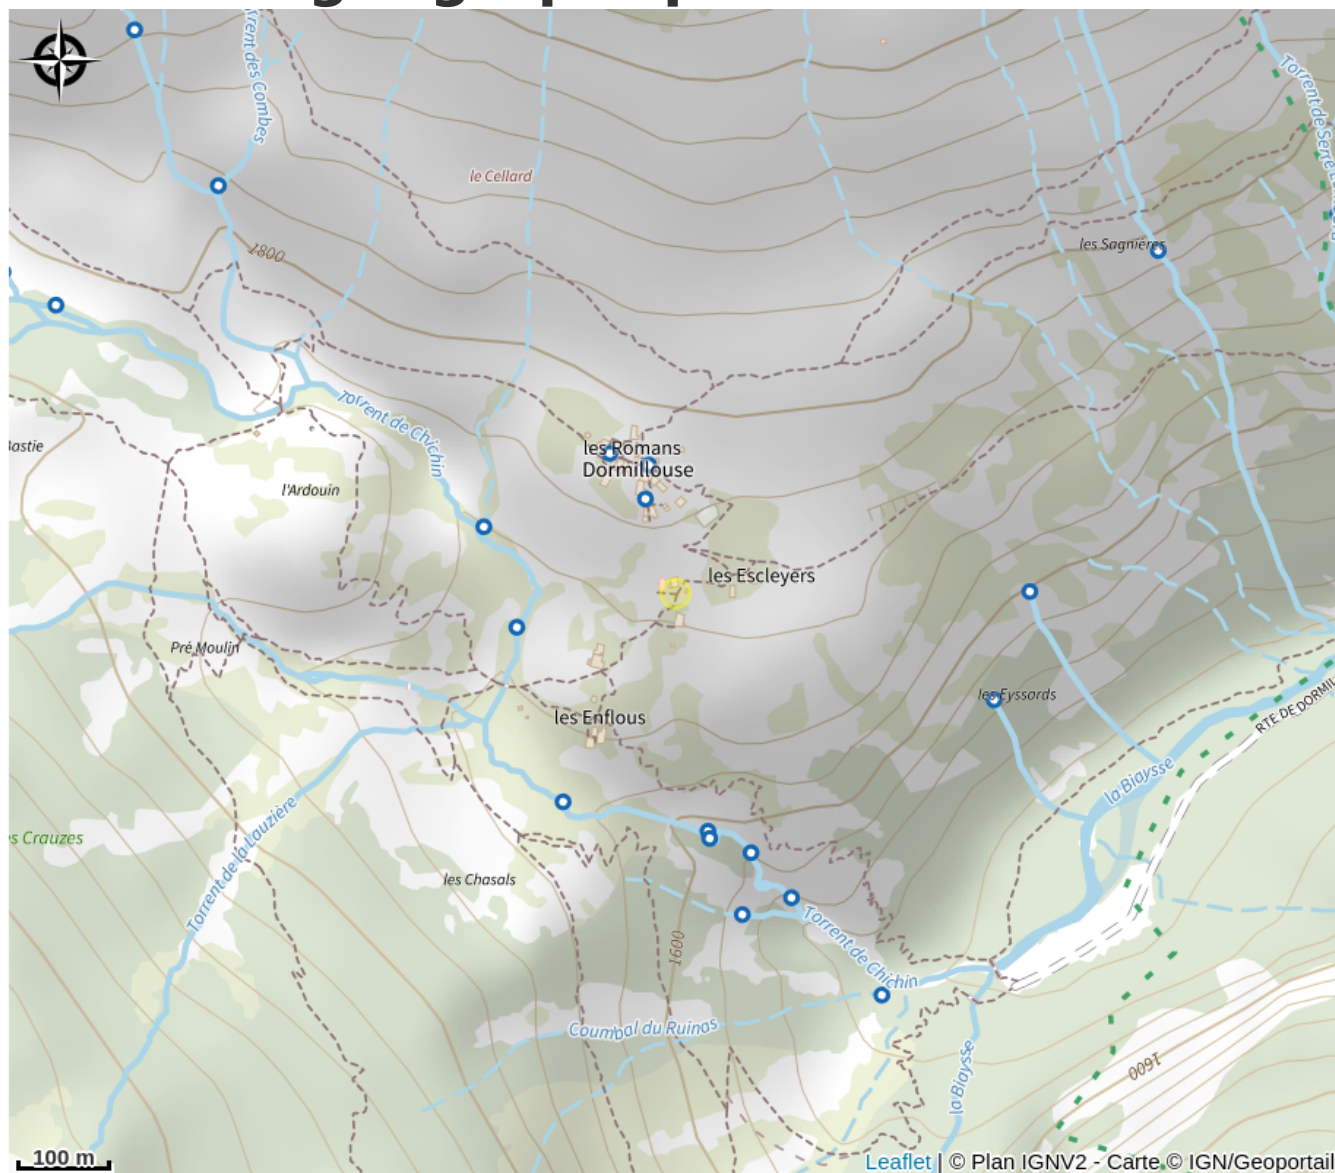 Torrent des Combes
Torrent de Serre
le Cellard
les Sagnières
1800
Torrent de Chichin
les Romans
Dormillouse
Bastie
l'Ardouin
les Escleyers
Pré Moulin
les Eyssards
les Enflous
RTE DE DORMIL
la Biaysse
Torrent de la Lauzière
es Crauzes
les Chasals
Torrent de Chichin
1600
Coumbal du Ruinas
la Biaysse
1600
100 m
Leaflet | © Plan IGNV2 - Carte © IGN/Geoportail